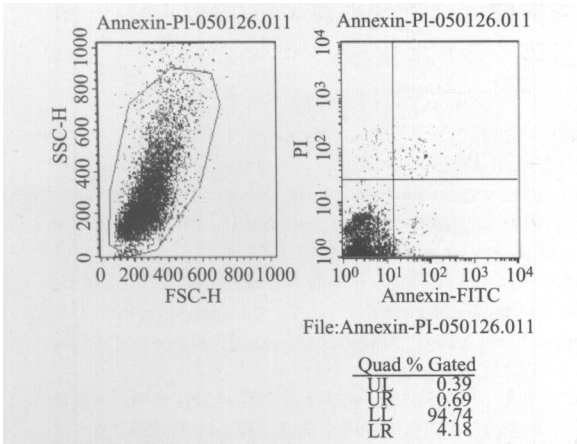 Annexin-Pl-050126.011
SSC-H
1000
800
600
400
200
0
0 200 400 600 800 1000
FSC-H
Annexin-Pl-050126.011
PI
10⁴
10³
10²
10¹
10⁰
10⁰ 10¹ 10² 10³ 10⁴
Annexin-FITC
File:Annexin-PI-050126.011
Quad % Gated
UL 0.39
UR 0.69
LL 94.74
LR 4.18